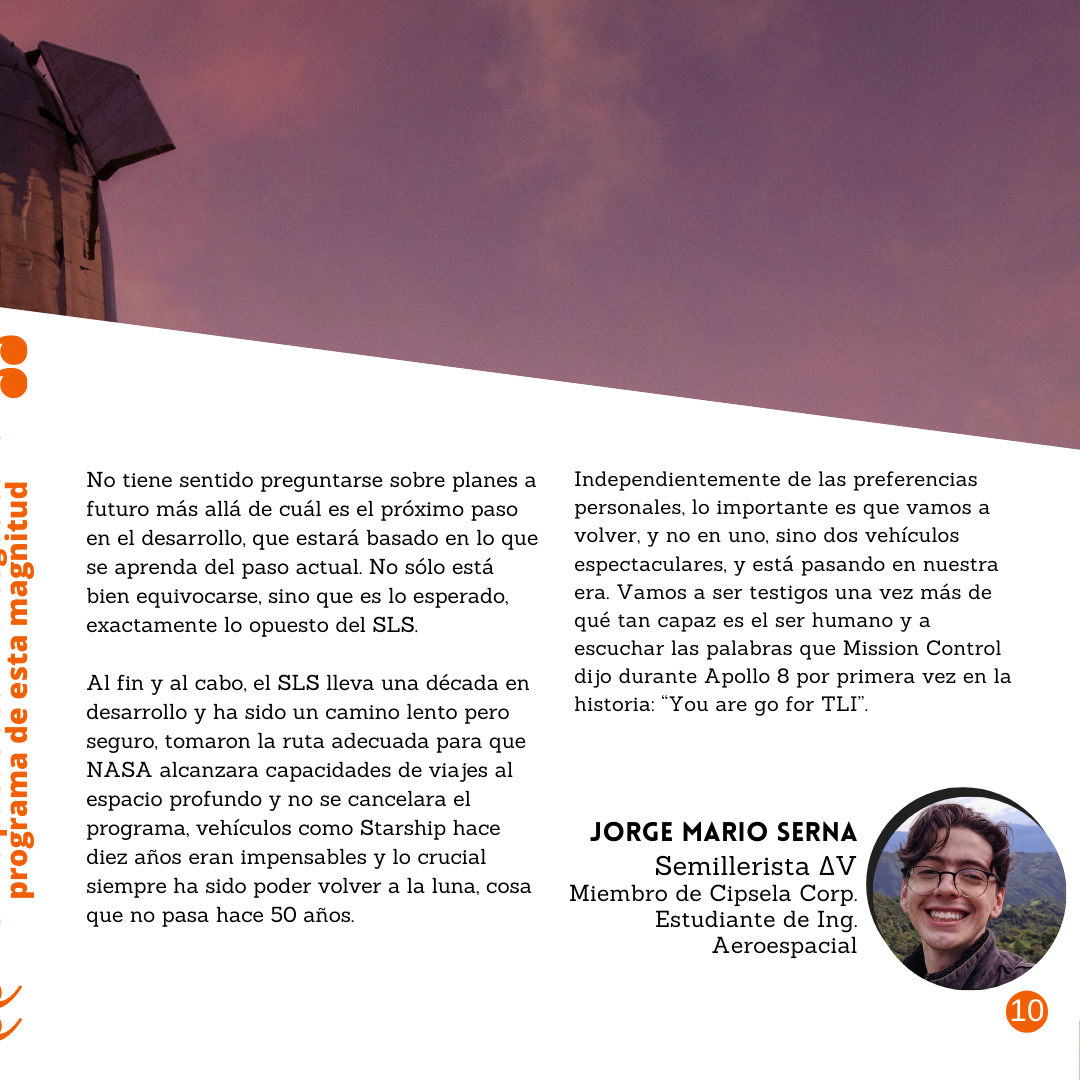 programa de esta magnitud
No tiene sentido preguntarse sobre planes a
futuro más allá de cuál es el próximo paso
en el desarrollo, que estará basado en lo que
se aprenda del paso actual. No sólo está
bien equivocarse, sino que es lo esperado,
exactamente lo opuesto del SLS.
Al fin y al cabo, el SLS lleva una década en
desarrollo y ha sido un camino lento pero
seguro, tomaron la ruta adecuada para que
NASA alcanzara capacidades de viajes al
espacio profundo y no se cancelara el
programa, vehículos como Starship hace
diez años eran impensables y lo crucial
siempre ha sido poder volver a la luna, cosa
que no pasa hace 50 años.
Independientemente de las preferencias
personales, lo importante es que vamos a
volver, y no en uno, sino dos vehículos
espectaculares, y está pasando en nuestra
era. Vamos a ser testigos una vez más de
qué tan capaz es el ser humano y a
escuchar las palabras que Mission Control
dijo durante Apollo 8 por primera vez en la
historia: “You are go for TLI”.
JORGE MARIO SERNA
Semillerista ΔV
Miembro de Cipsela Corp.
Estudiante de Ing.
Aeroespacial
10